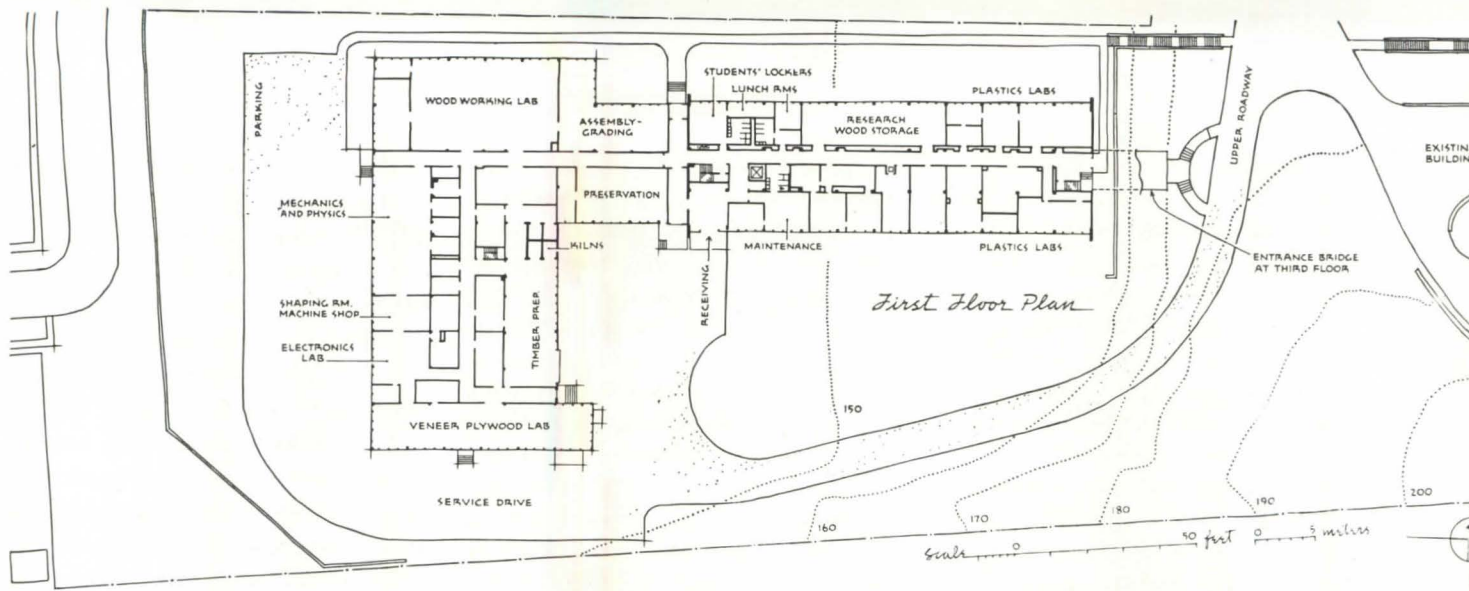 PARKING
WOOD WORKING LAB
ASSEMBLY-
GRADING
STUDENTS' LOCKERS
LUNCH RMS
RESEARCH
WOOD STORAGE
PLASTICS LABS
UPPER ROADWAY
EXISTIN
BUILDIN
MECHANICS
AND PHYSICS
PRESERVATION
KILNS
MAINTENANCE
PLASTICS LABS
ENTRANCE BRIDGE
AT THIRD FLOOR
RECEIVING
First Floor Plan
SHAPING RM.
MACHINE SHOP
ELECTRONICS
LAB
TIMBER PREP.
VENEER PLYWOOD LAB
SERVICE DRIVE
150
160
170
180
190
200
Scale 0 50 feet 0 5 meters